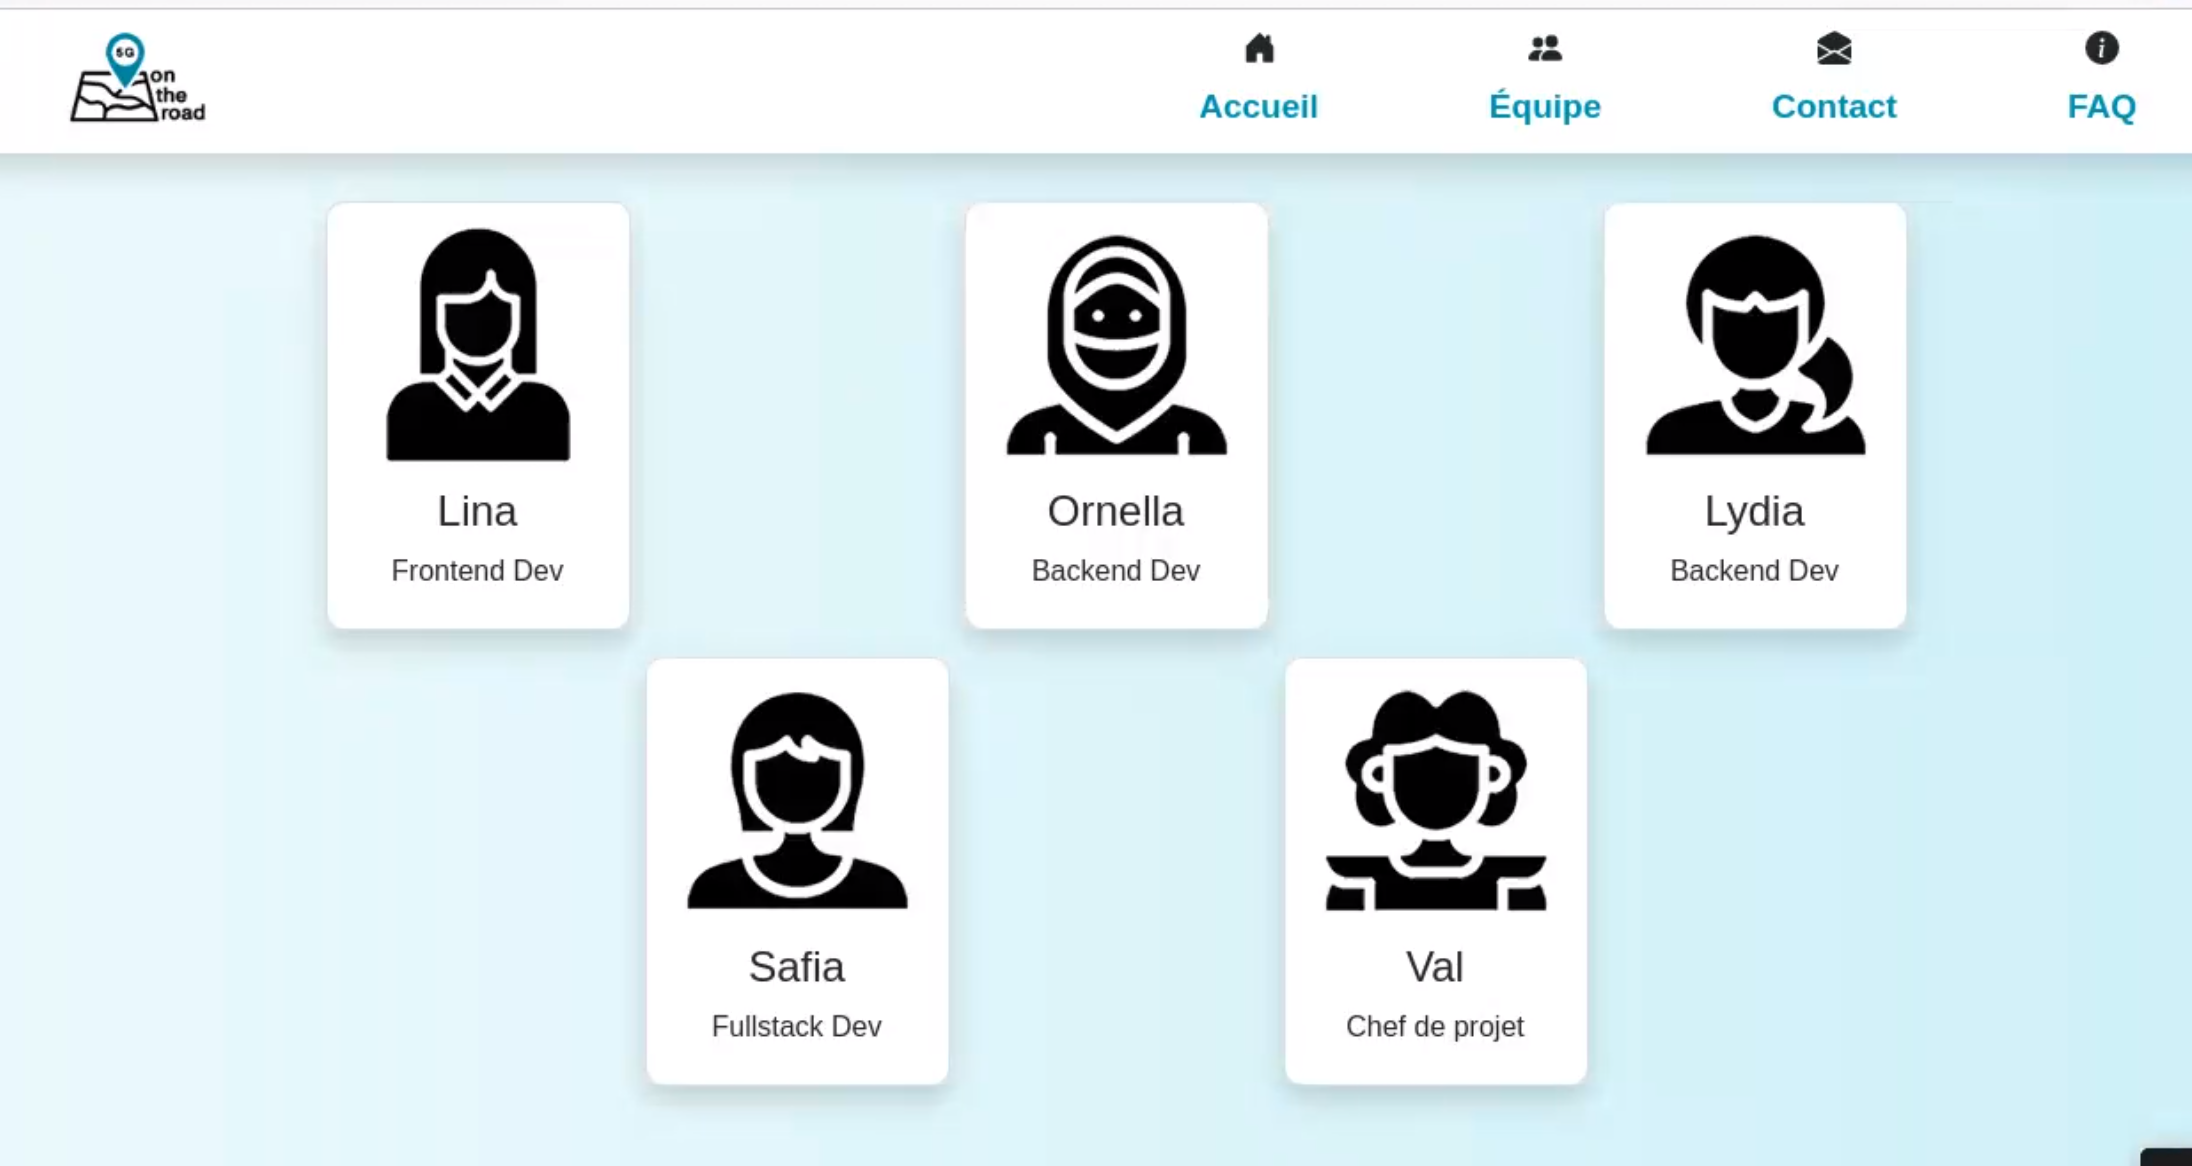 5G
on
the
road
Accueil
Équipe
Contact
FAQ
Lina
Frontend Dev
Ornella
Backend Dev
Lydia
Backend Dev
Safia
Fullstack Dev
Val
Chef de projet